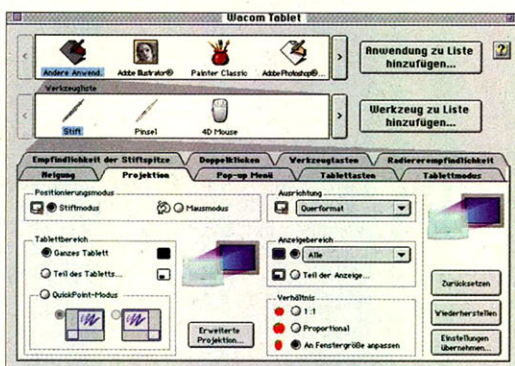 Wacom Tablet
Andere Anwend.
Adobe Illustrator®
Painter Classic
Adobe Photoshop®...
Anwendung zu Liste
hinzufügen...
?
Werkzeugliste
Stift
Pinsel
4D Mouse
Werkzeug zu Liste
hinzufügen...
Empfindlichkeit der Stiftspitze
Doppelklicken
Werkzeugtasten
Radiererempfindlichkeit
Neigung
Projektion
Pop-up Menü
Tablettasten
Tablettmodus
Positionierungsmodus
Stiftmodus
Mausmodus
Ausrichtung
Querformat
Tablettbereich
Ganzes Tablett
Teil des Tabletts...
QuickPoint-Modus
Erweiterte
Projektion...
Anzeigebereich
Alle
Teil der Anzeige...
Verhältnis
1:1
Proportional
An Fenstergröße anpassen
Zurücksetzen
Wiederherstellen
Einstellungen
übernehmen...